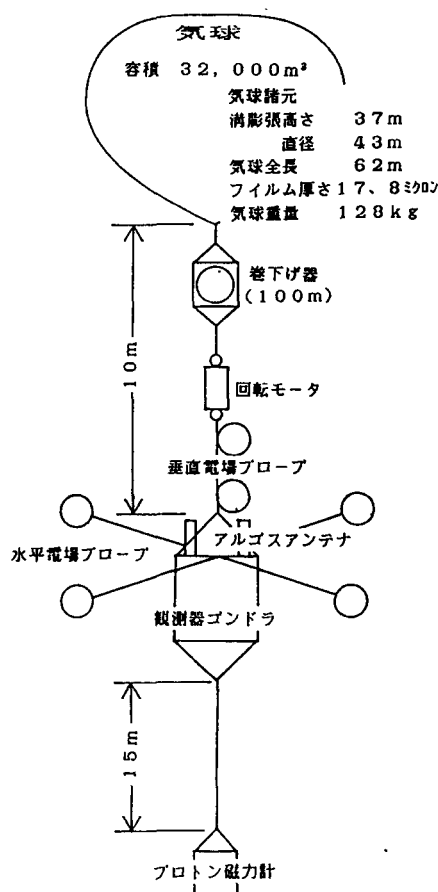 気球
容積 32,000m³
気球諸元
満膨張高さ 37m
直径 43m
気球全長 62m
フィルム厚さ 17、8ミクロン
気球重量 128kg
巻下げ器
(100m)
10m
回転モータ
垂直電場プローブ
アルゴスアンテナ
水平電場プローブ
観測器ゴンドラ
15m
プロトン磁力計